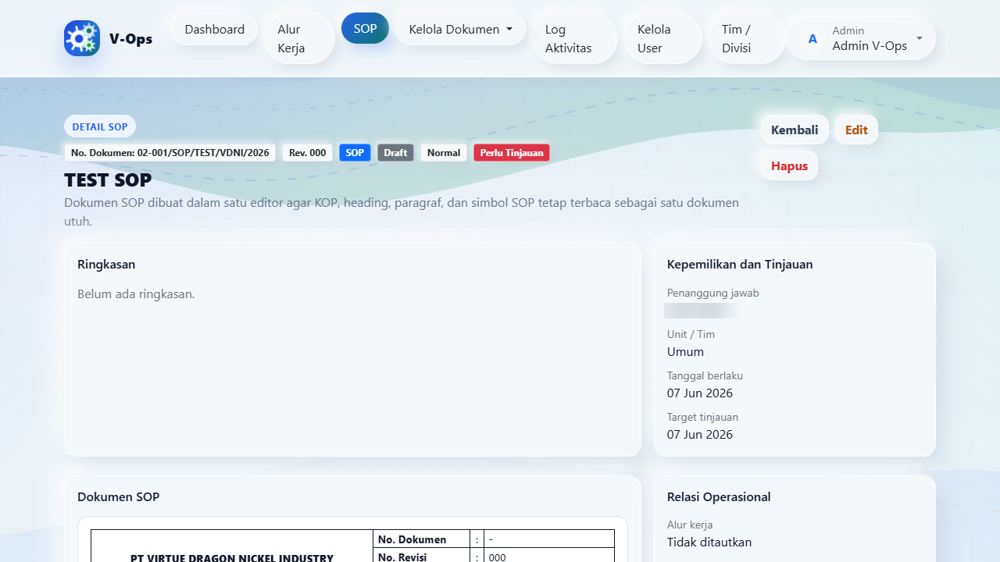 V-Ops
Dashboard
Alur
Kerja
SOP
Kelola Dokumen
Log
Aktivitas
Kelola
User
Tim /
Divisi
A
Admin
Admin V-Ops
DETAIL SOP
Kembali
Edit
Hapus
No. Dokumen: 02-001/SOP/TEST/VDNI/2026
Rev. 000
SOP
Draft
Normal
Perlu Tinjauan
TEST SOP
Dokumen SOP dibuat dalam satu editor agar KOP, heading, paragraf, dan simbol SOP tetap terbaca sebagai satu dokumen
utuh.
Ringkasan
Belum ada ringkasan.
Kepemilikan dan Tinjauan
Penanggung jawab
Unit / Tim
Umum
Tanggal berlaku
07 Jun 2026
Target tinjauan
07 Jun 2026
Dokumen SOP
No. Dokumen : -
PT VIRTUE DRAGON NICKEL INDUSTRY
No. Revisi : 000
Relasi Operasional
Alur kerja
Tidak ditautkan